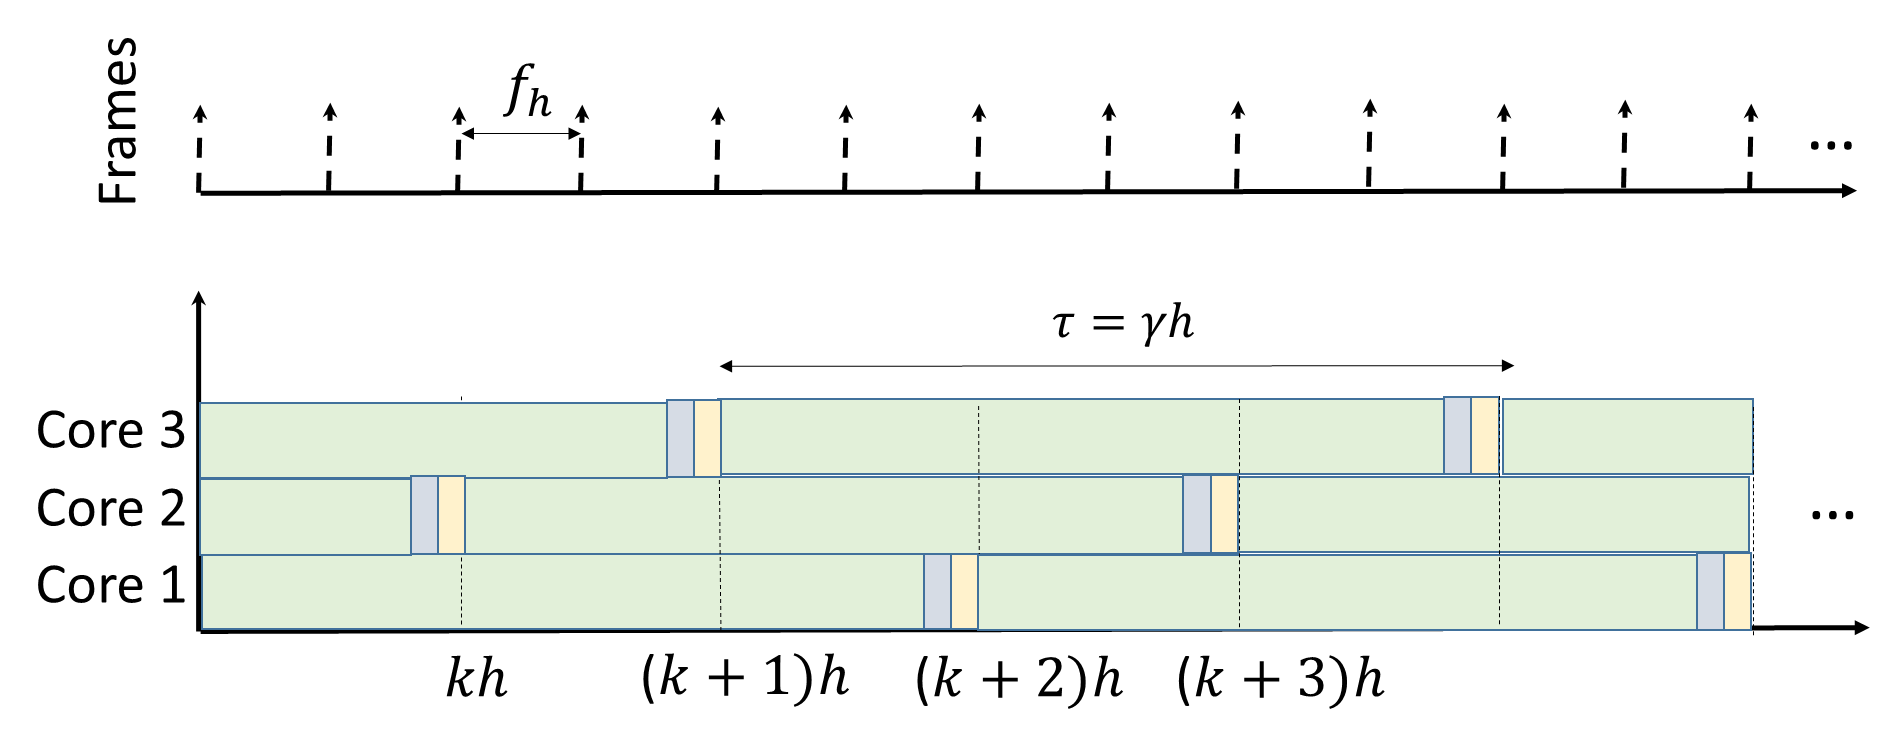 Frames
f_h
...
τ = γh
Core 3
Core 2
...
Core 1
kh
(k + 1)h
(k + 2)h
(k + 3)h